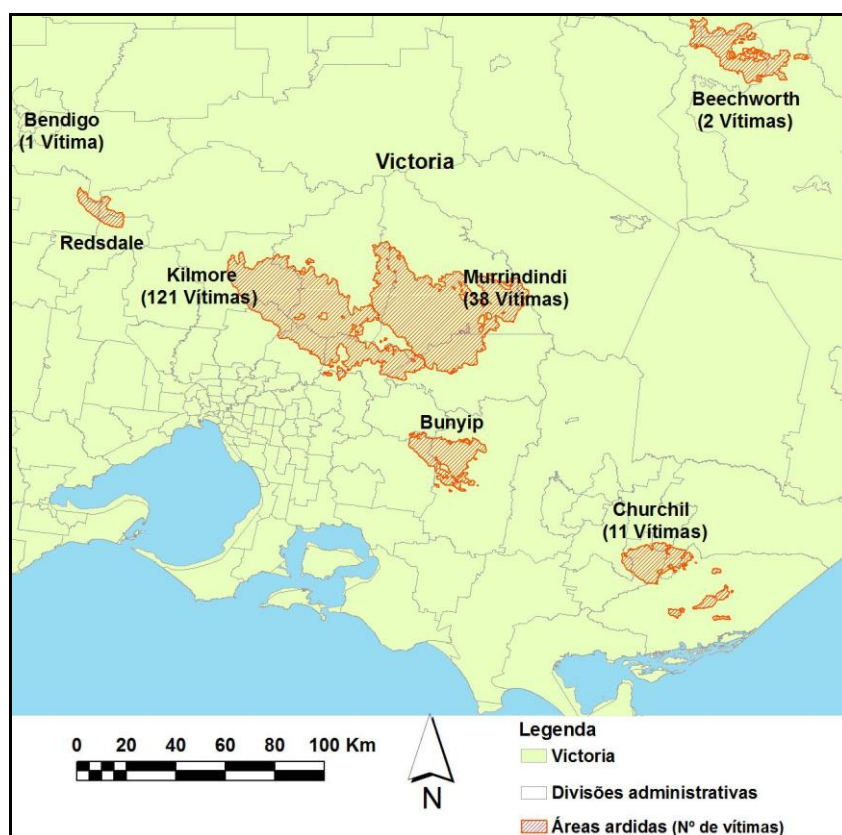 Beechworth
(2 Vítimas)
Bendigo
(1 Vítima)
Victoria
Redsdale
Kilmore
(121 Vítimas)
Murrindindi
(38 Vítimas)
Bunyip
Churchil
(11 Vítimas)
0 20 40 60 80 100 Km
N
Legenda
Victoria
Divisões administrativas
Áreas ardidas (Nº de vítimas)